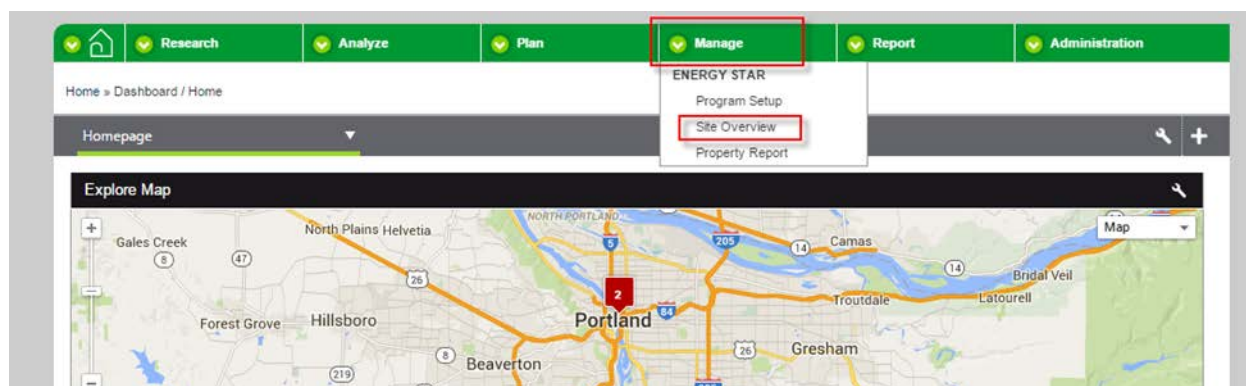 Research Analyze Plan Manage Report Administration
Home » Dashboard / Home
ENERGY STAR
Program Setup
Site Overview
Property Report
Homepage
Explore Map
Map
+
Gales Creek
North Plains Helvetia
NORTH PORTLAND
5
205
14
Camas
8
47
26
14
Bridal Veil
2
Troutdale
Latourell
Forest Grove
Hillsboro
Portland
84
8
Beaverton
26
Gresham
219